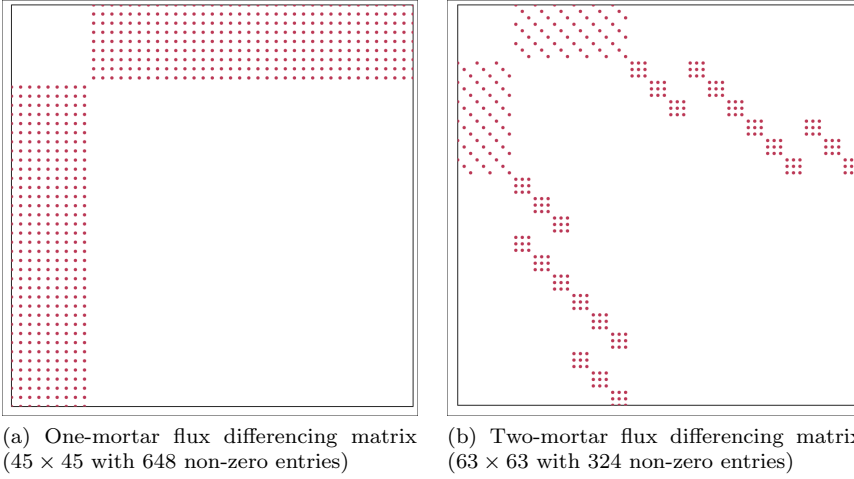 (a) One-mortar flux differencing matrix
(45 × 45 with 648 non-zero entries)
(b) Two-mortar flux differencing matrix
(63 × 63 with 324 non-zero entries)